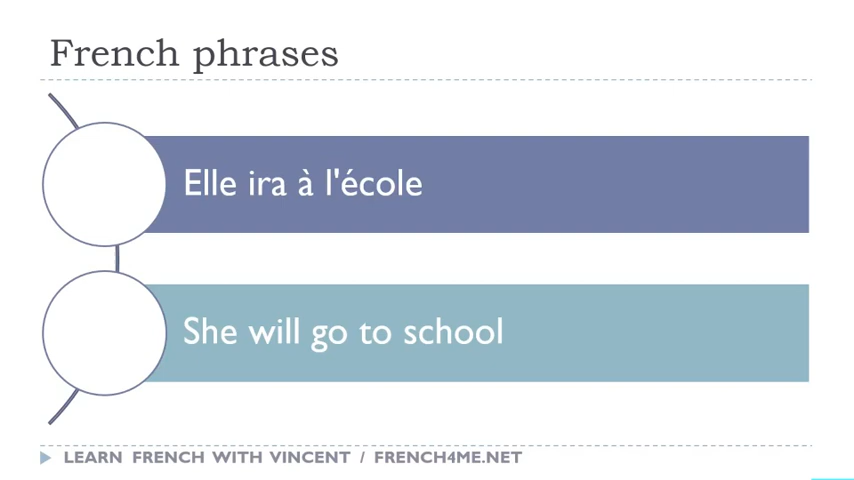 French phrases
Elle ira à l'école
She will go to school
LEARN FRENCH WITH VINCENT / FRENCH4ME.NET